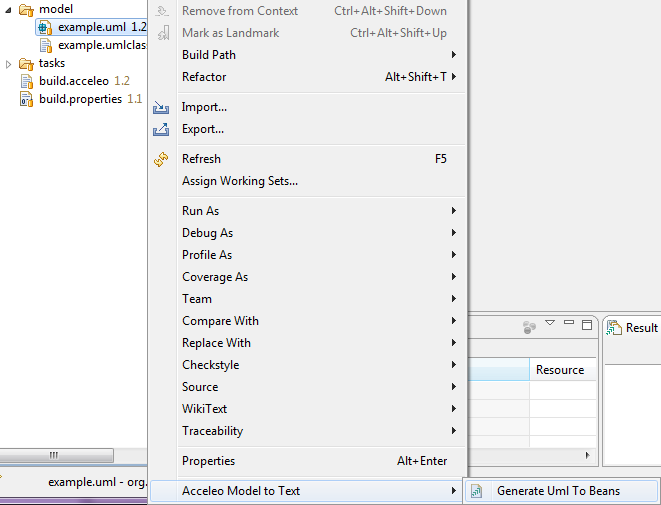 model
example.uml 1.2
example.umlclas
tasks
build.acceleo 1.2
build.properties 1.1
Remove from Context Ctrl+Alt+Shift+Down
Mark as Landmark Ctrl+Alt+Shift+Up
Build Path
Refactor Alt+Shift+T
Import...
Export...
Refresh F5
Assign Working Sets...
Run As
Debug As
Profile As
Coverage As
Team
Compare With
Replace With
Checkstyle
Source
WikiText
Traceability
Properties Alt+Enter
Acceleo Model to Text
Generate Uml To Beans
Result
Resource
example.uml - org.